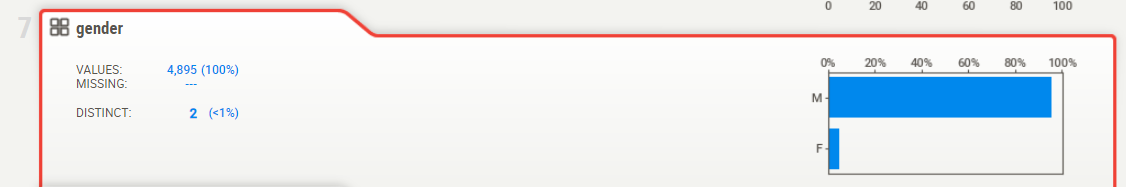 0 20 40 60 80 100
7 gender
VALUES: 4,895 (100%)
MISSING: ---
DISTINCT: 2 (<1%)
0% 20% 40% 60% 80% 100%
M
F